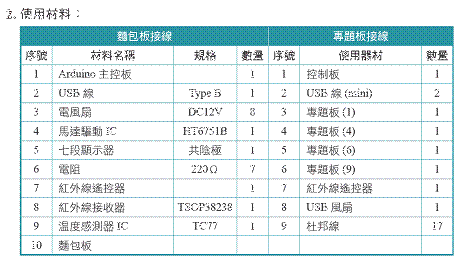 2. 使用材料：
麵包板接線 專題板接線
序號 材料名稱 規格 數量 序號 使用器材 數量
1 Arduino 主控板 1 1 控制板 1
2 USB 線 Type B 1 2 USB 線 (mini) 2
3 電風扇 DC12V 8 3 專題板 (1) 1
4 馬達驅動 IC HT6751B 1 4 專題板 (4) 1
5 七段顯示器 共陰極 1 5 專題板 (6) 1
6 電阻 220Ω 7 6 專題板 (9) 1
7 紅外線遙控器 1 7 紅外線遙控器 1
8 紅外線接收器 TSOP38238 1 8 USB 風扇 1
9 溫度感測器 IC TC77 1 9 杜邦線 17
10 麵包板